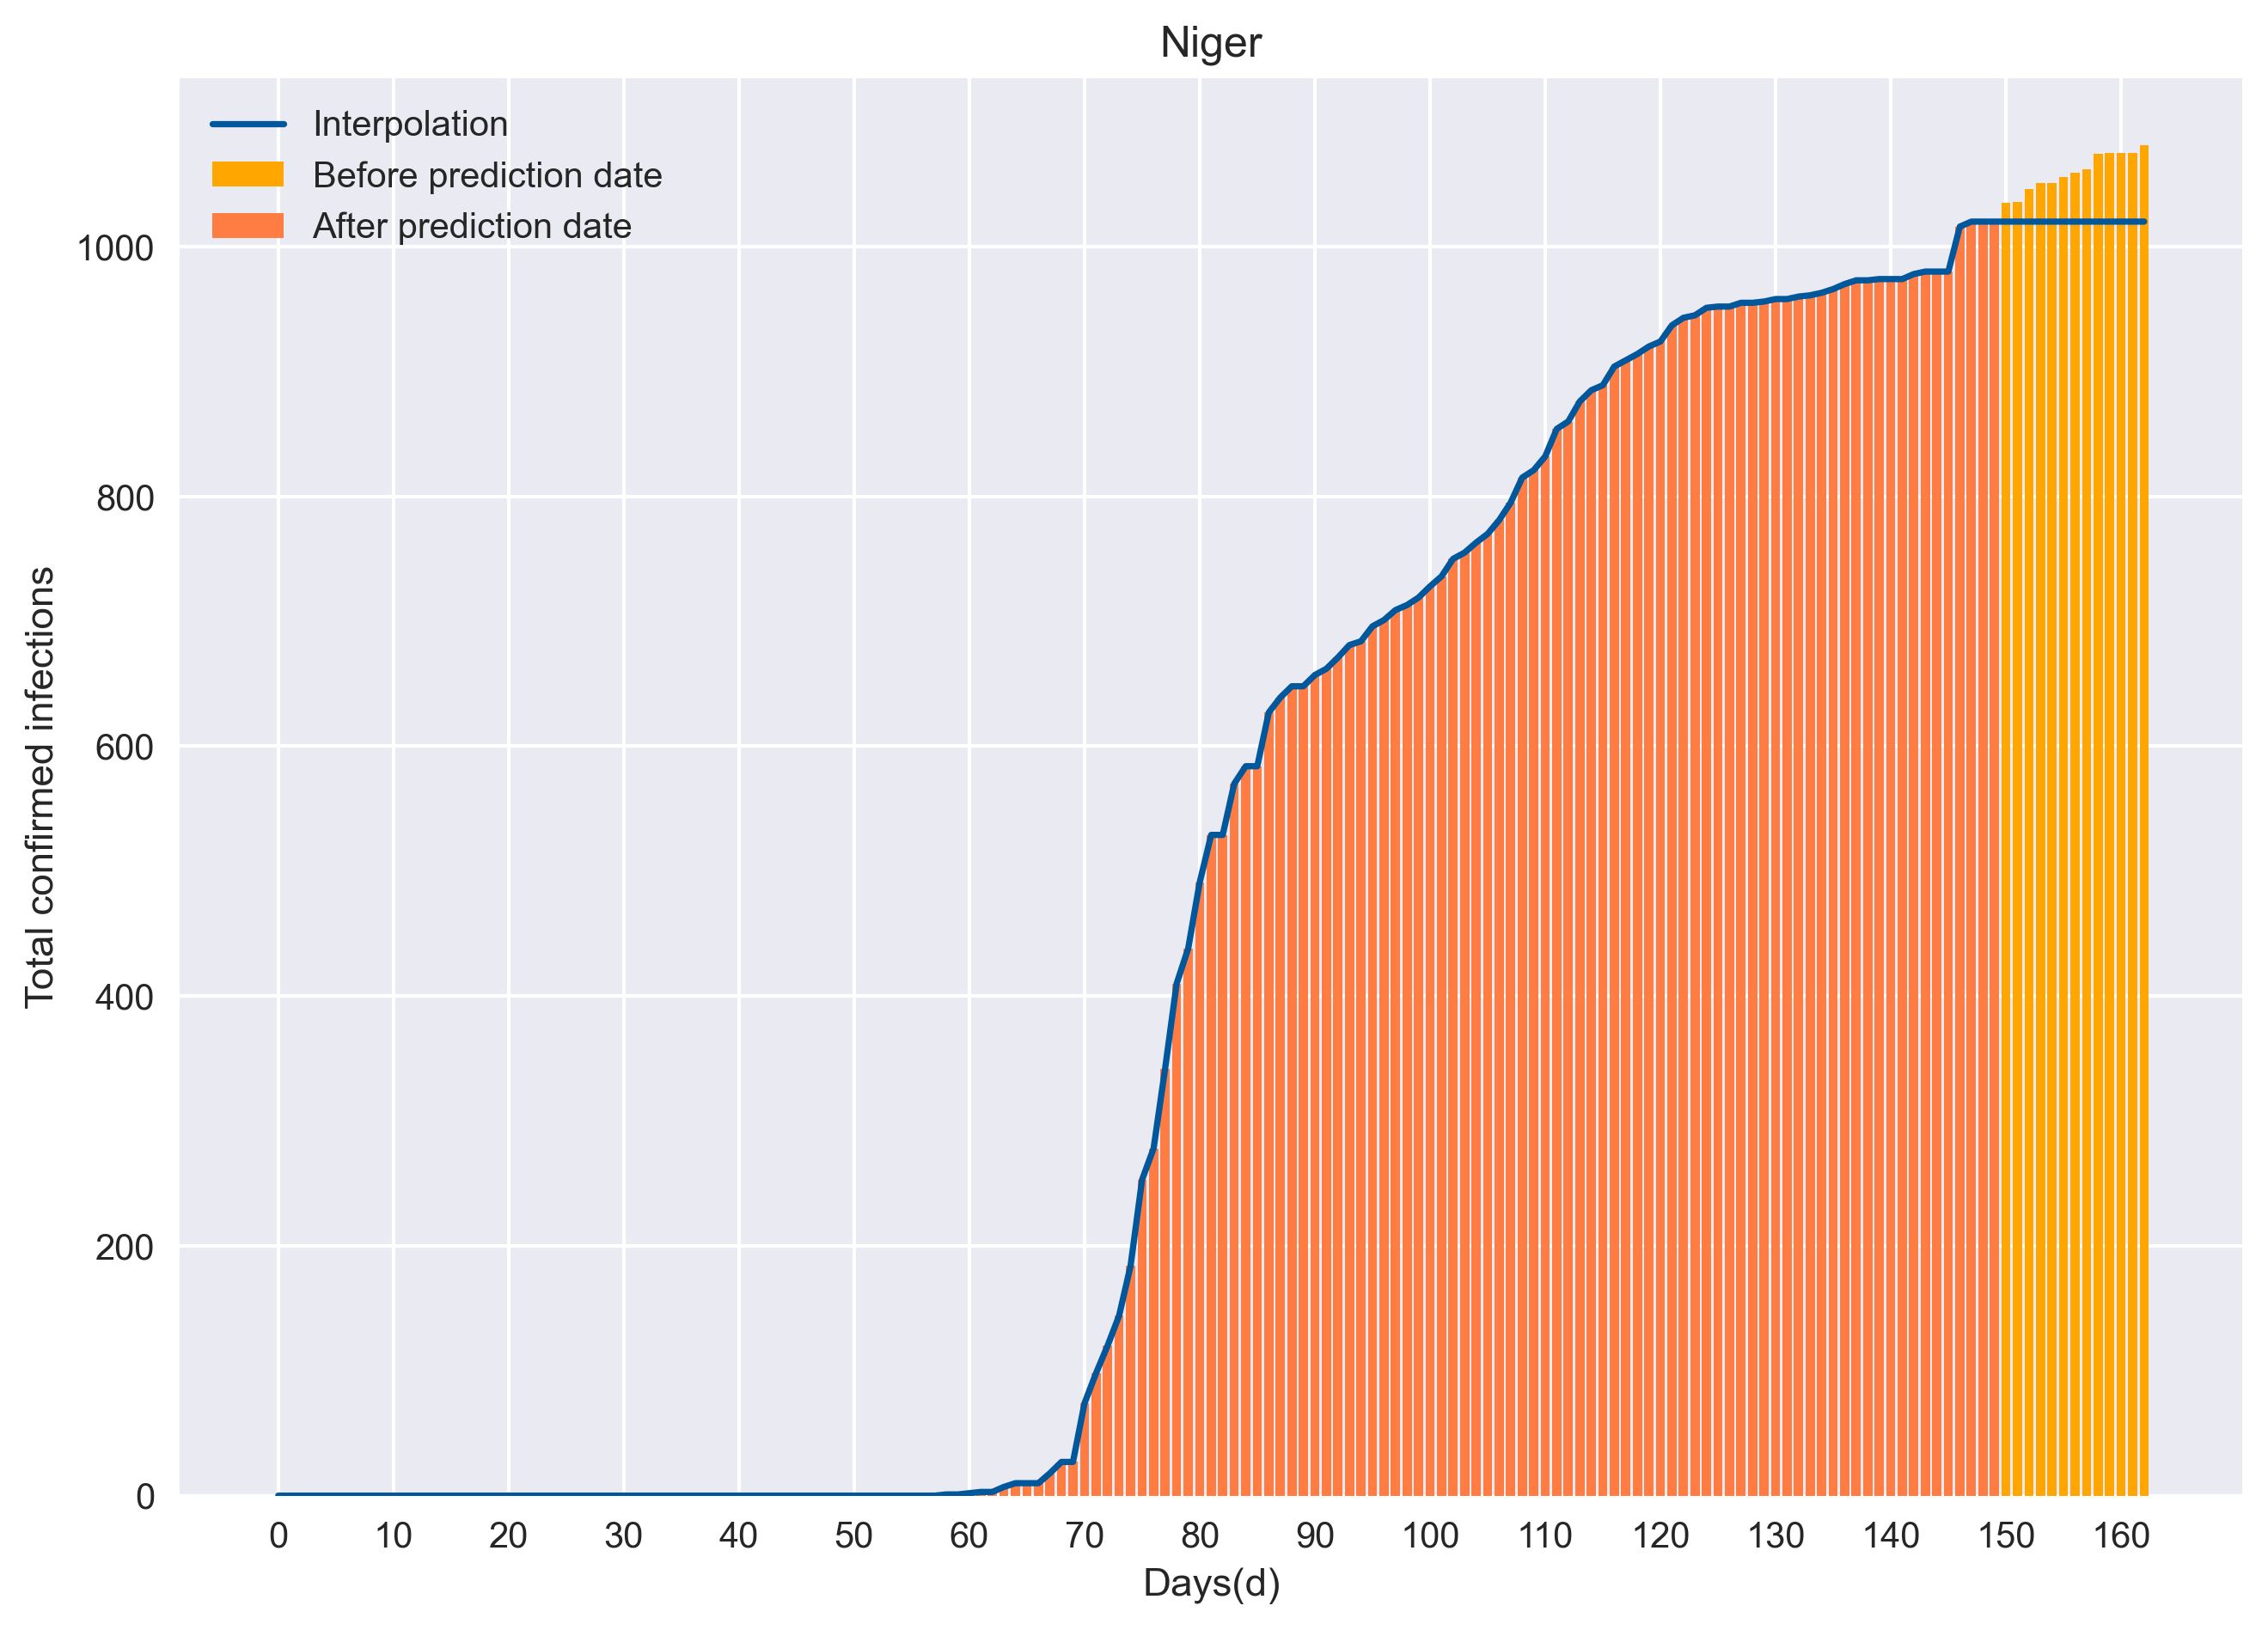 Niger
Interpolation
Before prediction date
After prediction date
1000
800
600
400
200
0
Total confirmed infections
0 10 20 30 40 50 60 70 80 90 100 110 120 130 140 150 160
Days(d)